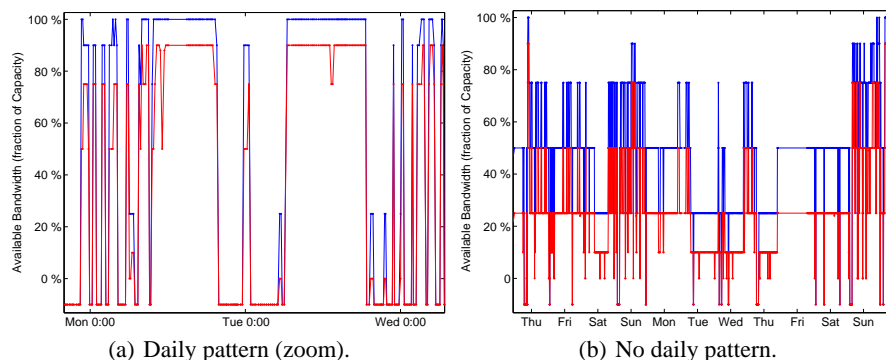 100 %
80 %
60 %
40 %
20 %
0 %
Available Bandwidth (fraction of Capacity)
Mon 0:00 Tue 0:00 Wed 0:00
(a) Daily pattern (zoom).
100 %
80 %
60 %
40 %
20 %
0 %
Available Bandwidth (fraction of Capacity)
Thu Fri Sat Sun Mon Tue Wed Thu Fri Sat Sun
(b) No daily pattern.